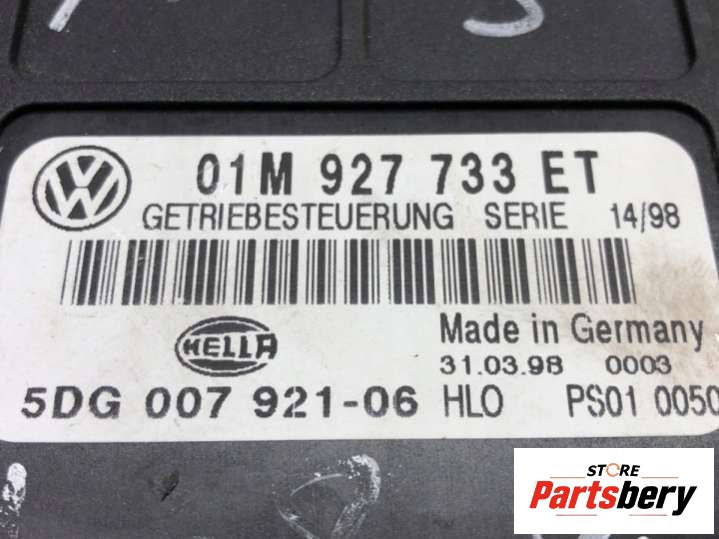 01M 927 733 ET
GETRIEBESTEUERUNG SERIE 14/98
HELLA
Made in Germany
31.03.98 0003
5DG 007 921-06 HLO PS01 0050
STORE
Partsbery